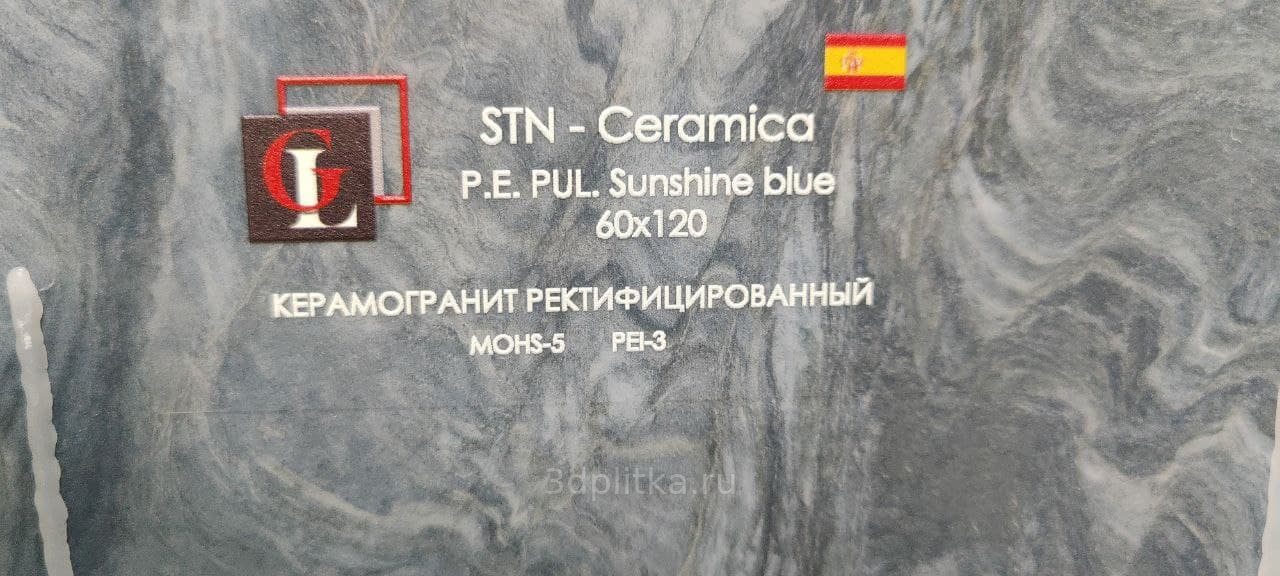 GL
STN - Ceramica
P.E. PUL. Sunshine blue
60x120
КЕРАМОГРАНИТ РЕКТИФИЦИРОВАННЫЙ
MOHS-5 PEI-3
3dplitka.ru